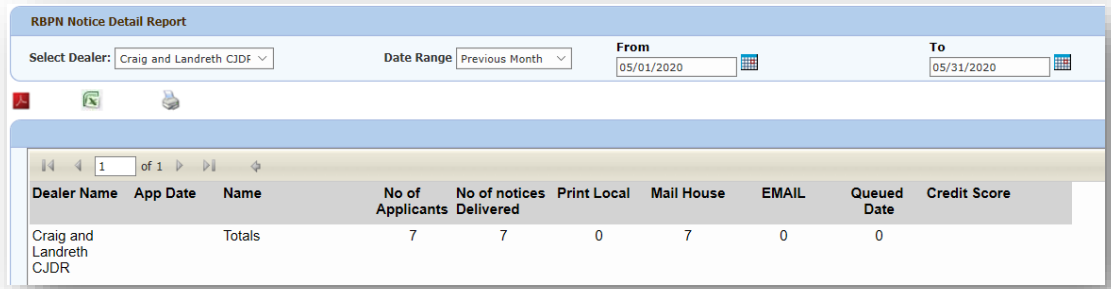 RBPN Notice Detail Report
Select Dealer: Craig and Landreth CJDF Date Range Previous Month From 05/01/2020 To 05/31/2020
1 of 1
Dealer Name App Date Name No of Applicants No of notices Delivered Print Local Mail House EMAIL Queued Date Credit Score
Craig and Landreth CJDR Totals 7 7 0 7 0 0